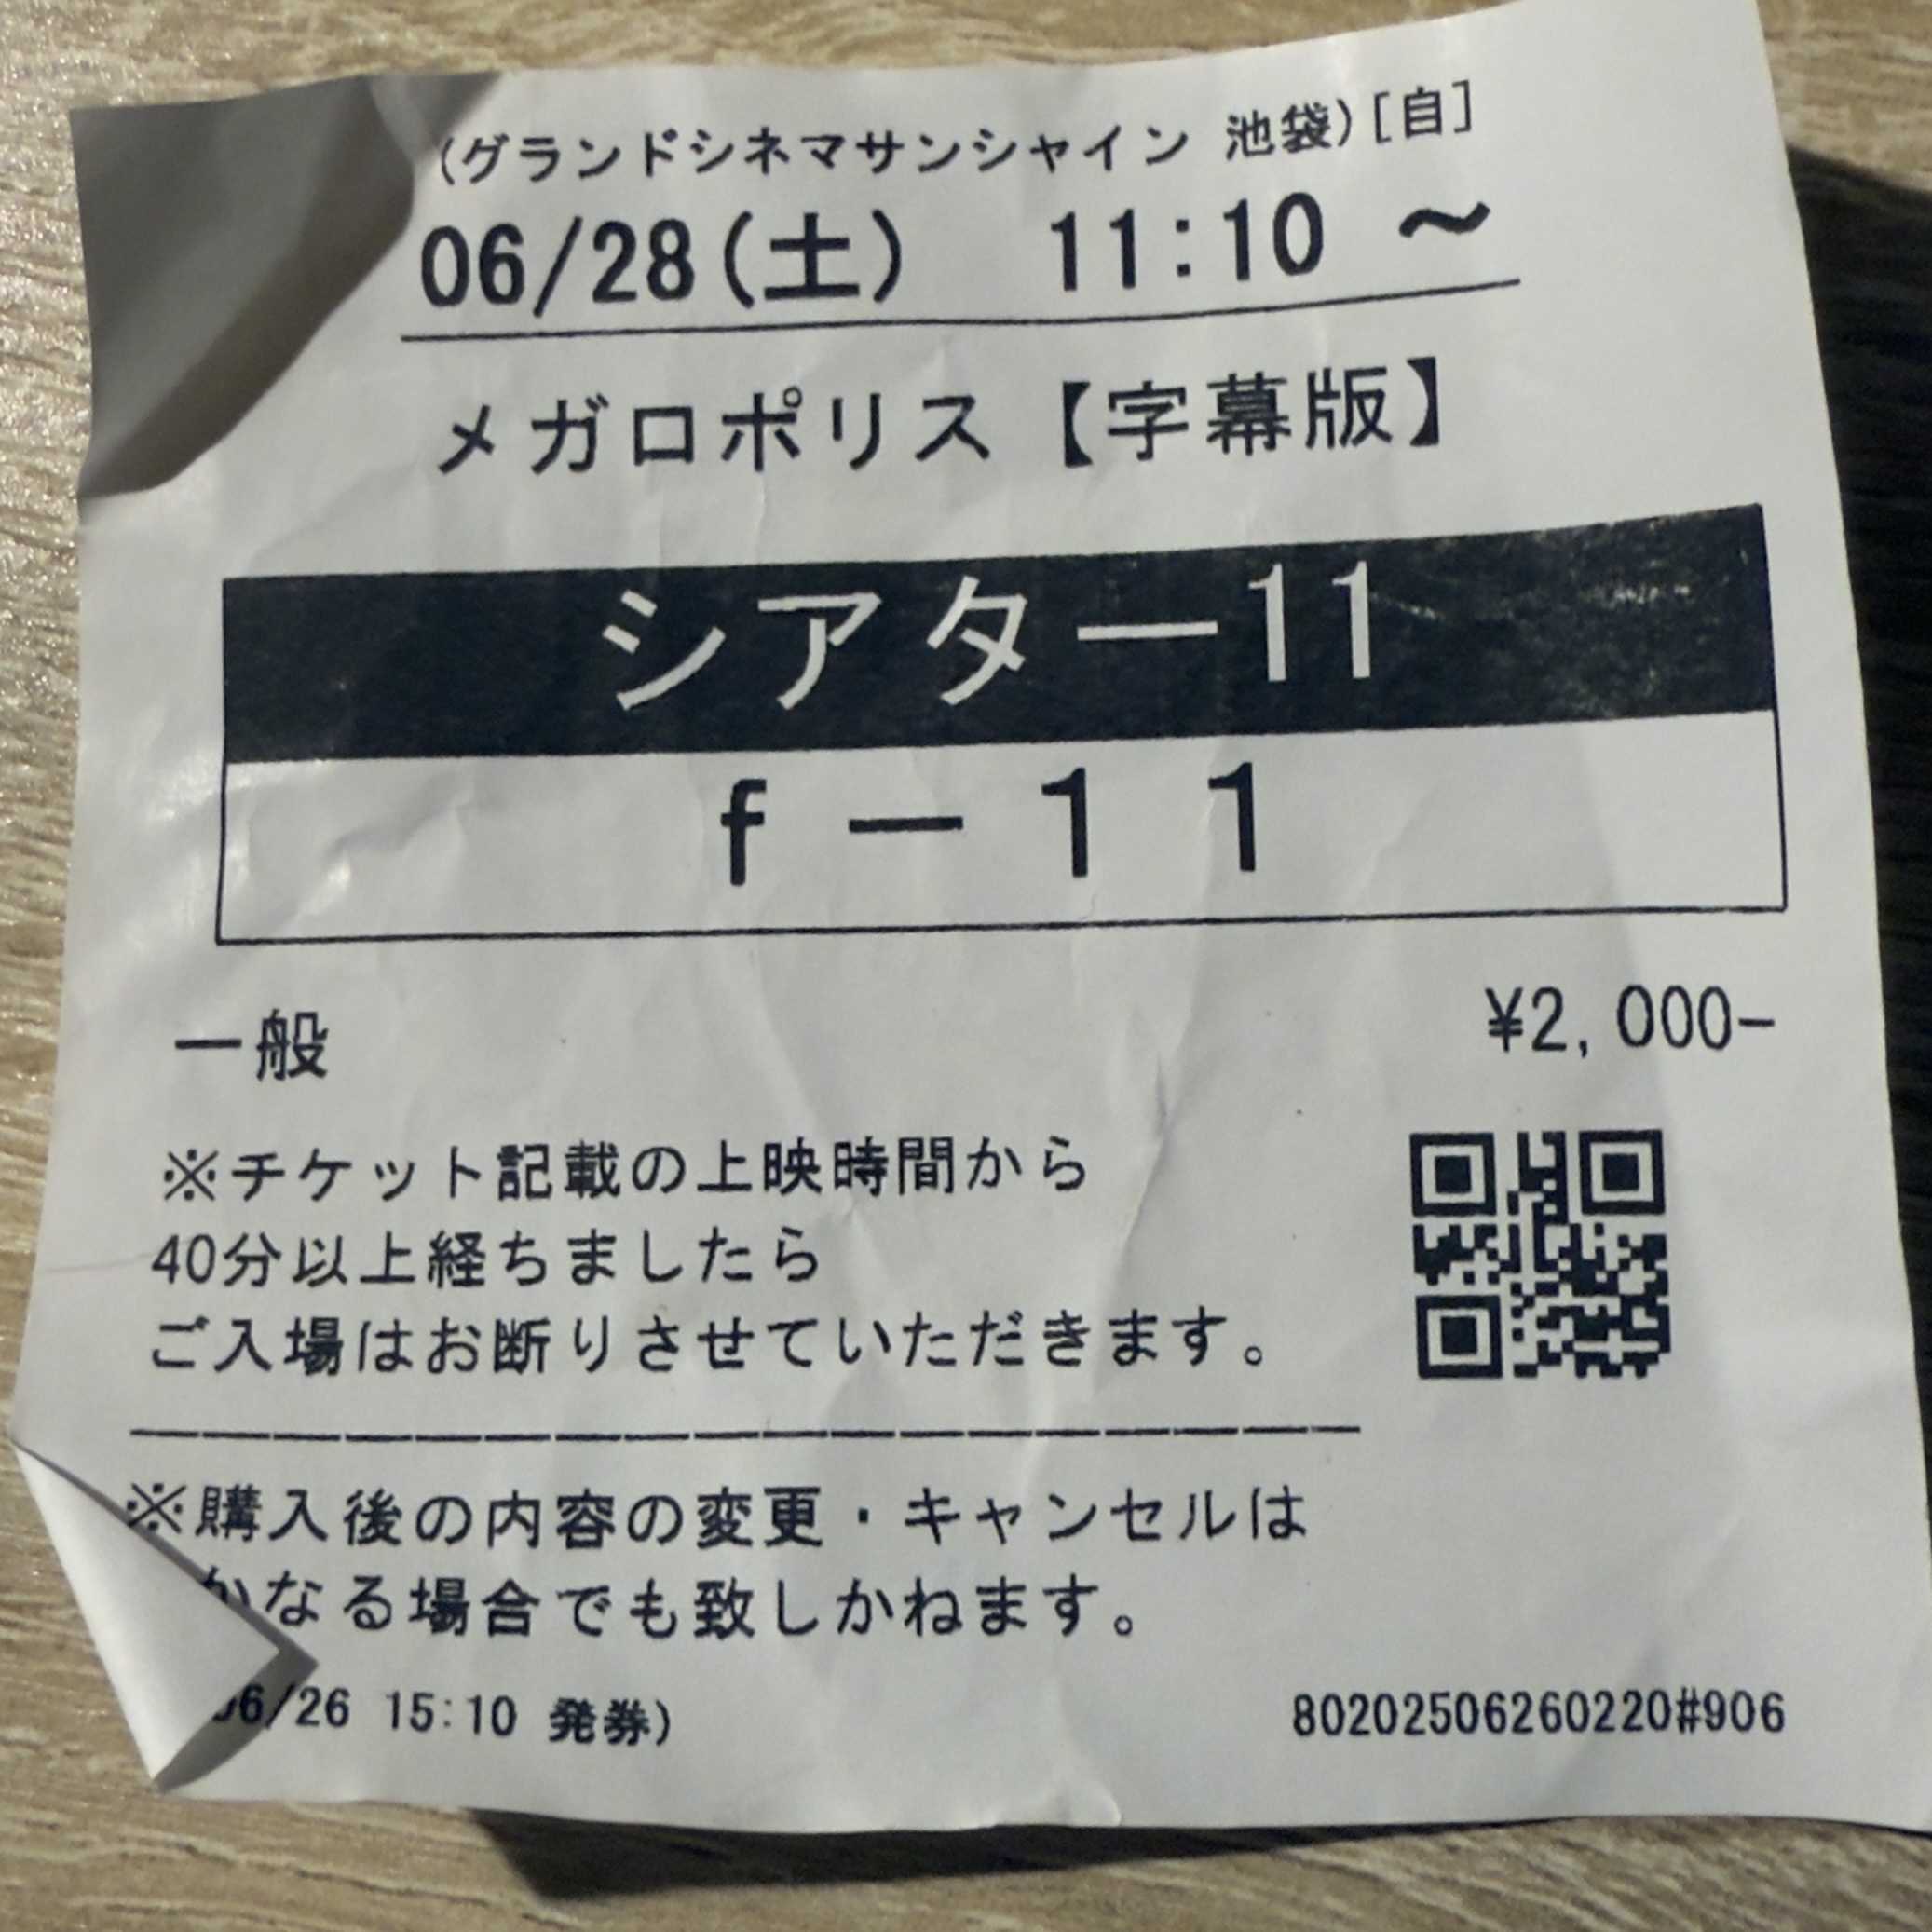 (グランドシネマサンシャイン 池袋)[自]
06/28(土) 11:10 ～
メガロポリス【字幕版】
シアター11
f－11
一般 ¥2,000-
※チケット記載の上映時間から
40分以上経ちましたら
ご入場はお断りさせていただきます。
※購入後の内容の変更・キャンセルは
かなる場合でも致しかねます。
06/26 15:10 発券) 80202506260220#906